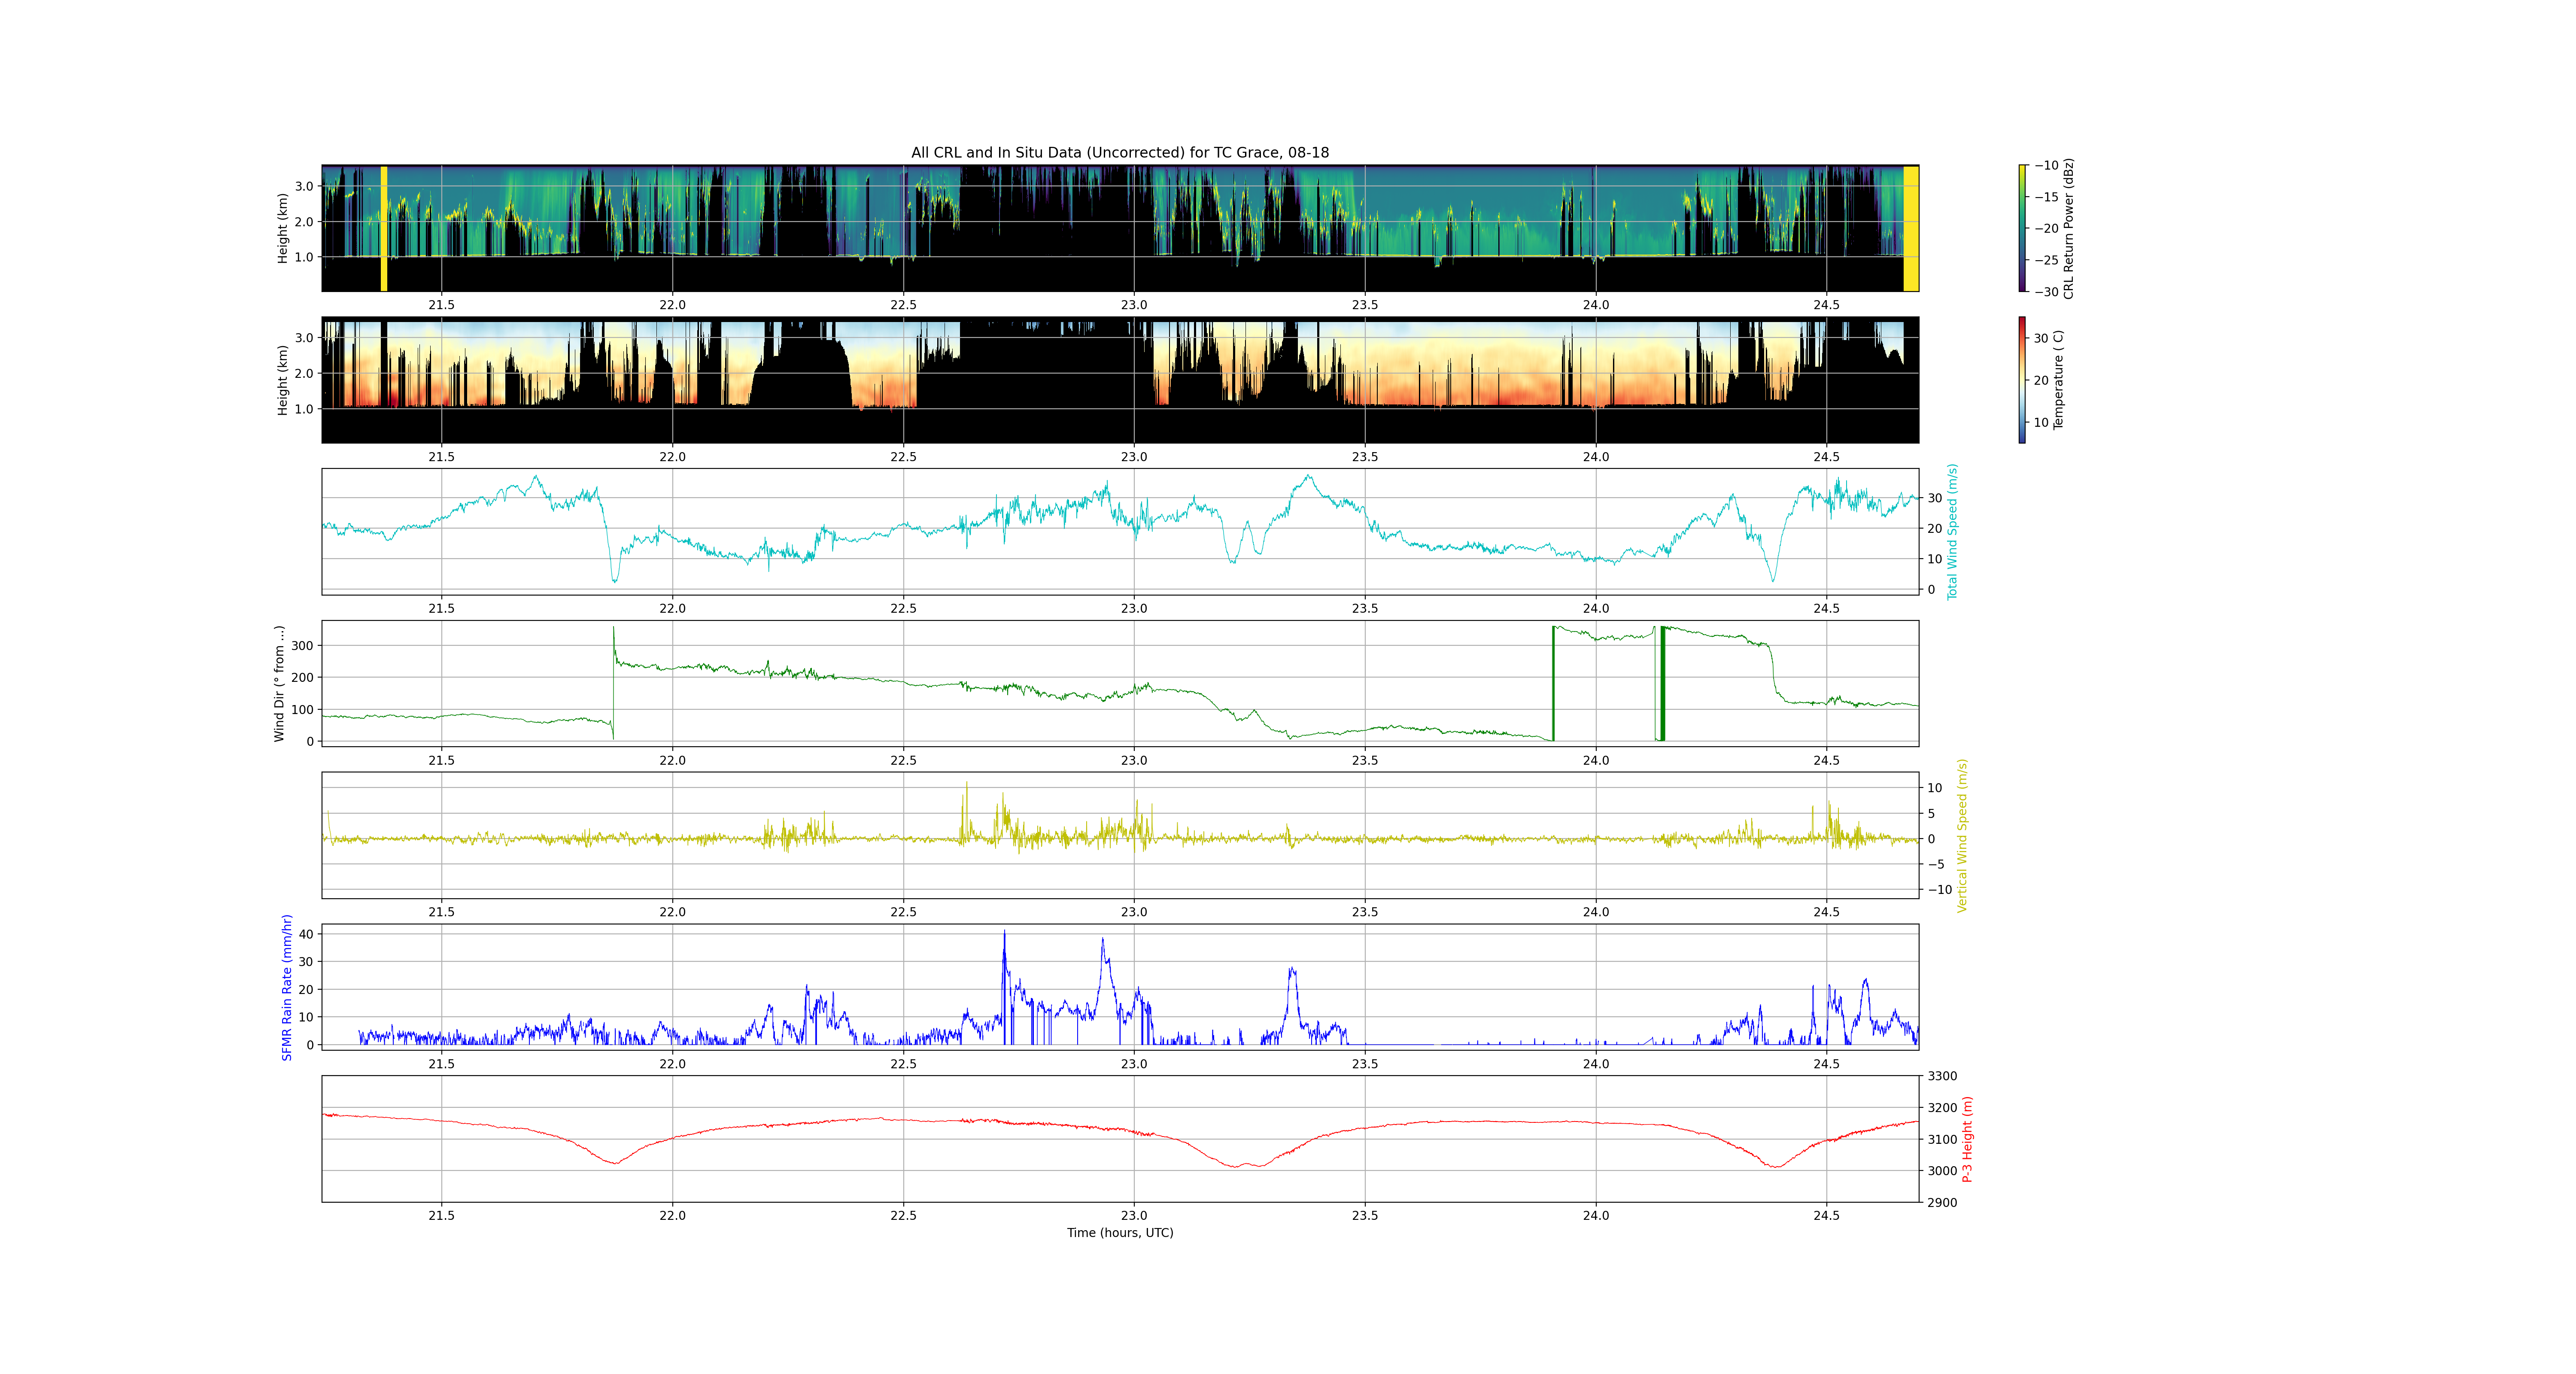 All CRL and In Situ Data (Uncorrected) for TC Grace, 08-18
Height (km)
3.0
2.0
1.0
21.5 22.0 22.5 23.0 23.5 24.0 24.5
−10
−15
−20
−25
−30
CRL Return Power (dBz)
Height (km)
3.0
2.0
1.0
21.5 22.0 22.5 23.0 23.5 24.0 24.5
30
20
10
Temperature ( C)
30
20
10
0
Total Wind Speed (m/s)
21.5 22.0 22.5 23.0 23.5 24.0 24.5
Wind Dir (° from ...)
300
200
100
0
21.5 22.0 22.5 23.0 23.5 24.0 24.5
10
5
0
−5
−10
Vertical Wind Speed (m/s)
21.5 22.0 22.5 23.0 23.5 24.0 24.5
SFMR Rain Rate (mm/hr)
40
30
20
10
0
21.5 22.0 22.5 23.0 23.5 24.0 24.5
3300
3200
3100
3000
2900
P-3 Height (m)
21.5 22.0 22.5 23.0 23.5 24.0 24.5
Time (hours, UTC)